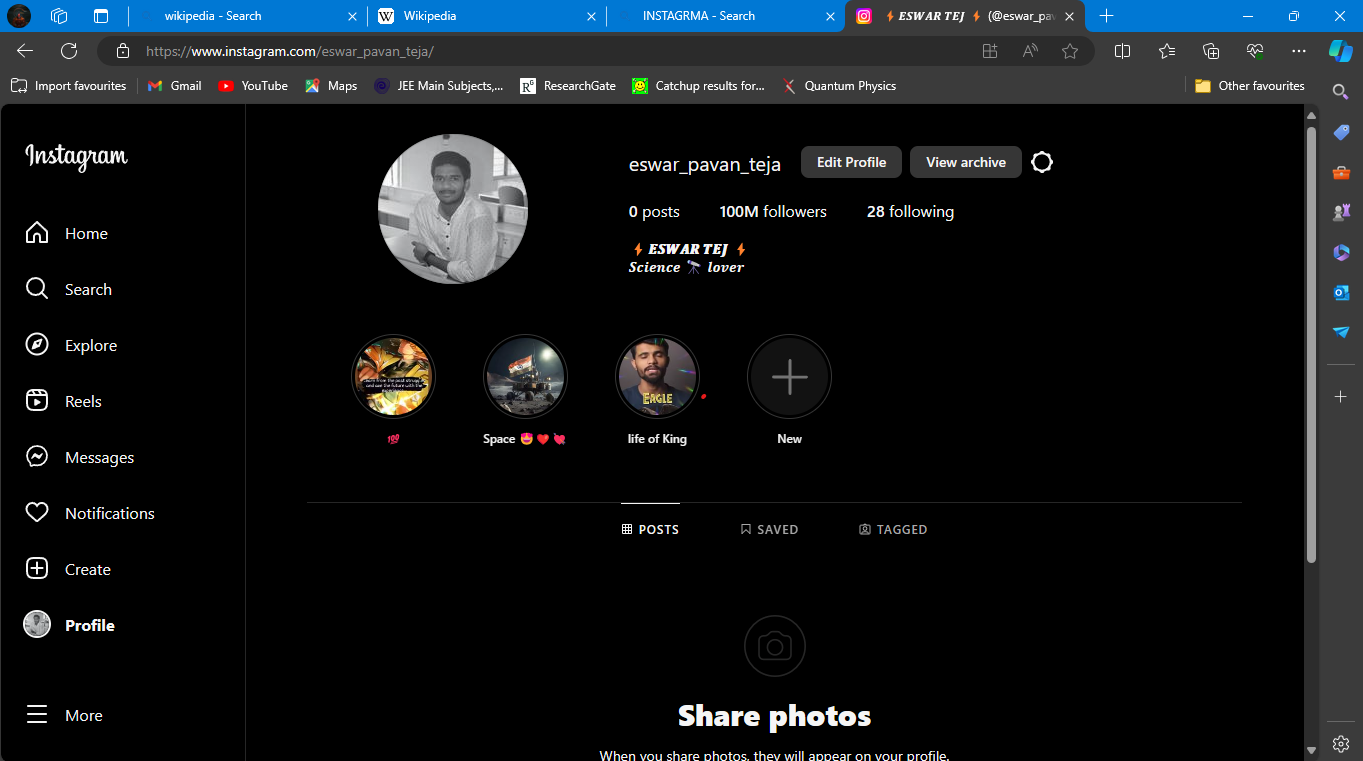 wikipedia - Search
Wikipedia
INSTAGRMA - Search
⚡ 𝑬𝑺𝑾𝑨𝑹 𝑻𝑬𝑱 ⚡ (@eswar_pav
https://www.instagram.com/eswar_pavan_teja/
Import favourites
Gmail
YouTube
Maps
JEE Main Subjects,...
ResearchGate
Catchup results for...
Quantum Physics
Other favourites
Instagram
Home
Search
Explore
Reels
Messages
Notifications
Create
Profile
More
eswar_pavan_teja Edit Profile View archive
0 posts 100M followers 28 following
⚡ 𝑬𝑺𝑾𝑨𝑹 𝑻𝑬𝑱 ⚡
𝑺𝒄𝒊𝒆𝒏𝒄𝒆 🔭 𝒍𝒐𝒗𝒆𝒓
EAGLE
💯
Space 😍❤️💘
life of King
New
POSTS
SAVED
TAGGED
Share photos
When you share photos, they will appear on your profile.